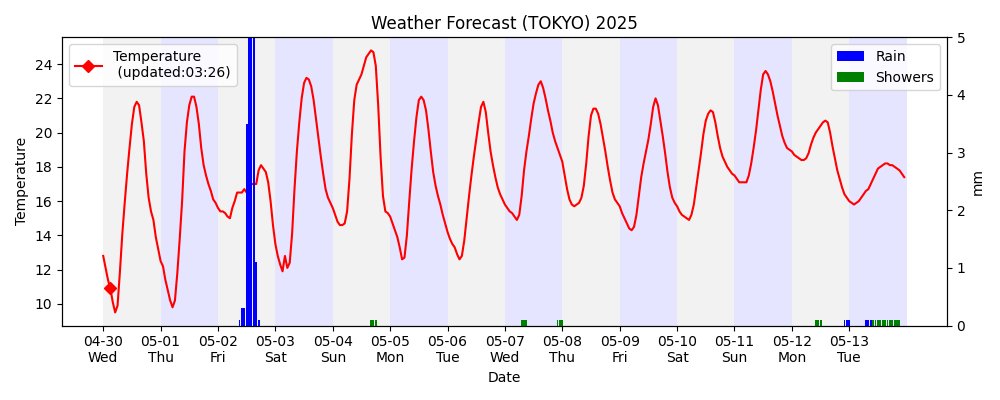 Weather Forecast (TOKYO) 2025
Temperature
(updated:03:26)
Rain
Showers
24
22
20
18
16
14
12
10
Temperature
5
4
3
2
1
0
mm
04-30 05-01 05-02 05-03 05-04 05-05 05-06 05-07 05-08 05-09 05-10 05-11 05-12 05-13
Wed Thu Fri Sat Sun Mon Tue Wed Thu Fri Sat Sun Mon Tue
Date